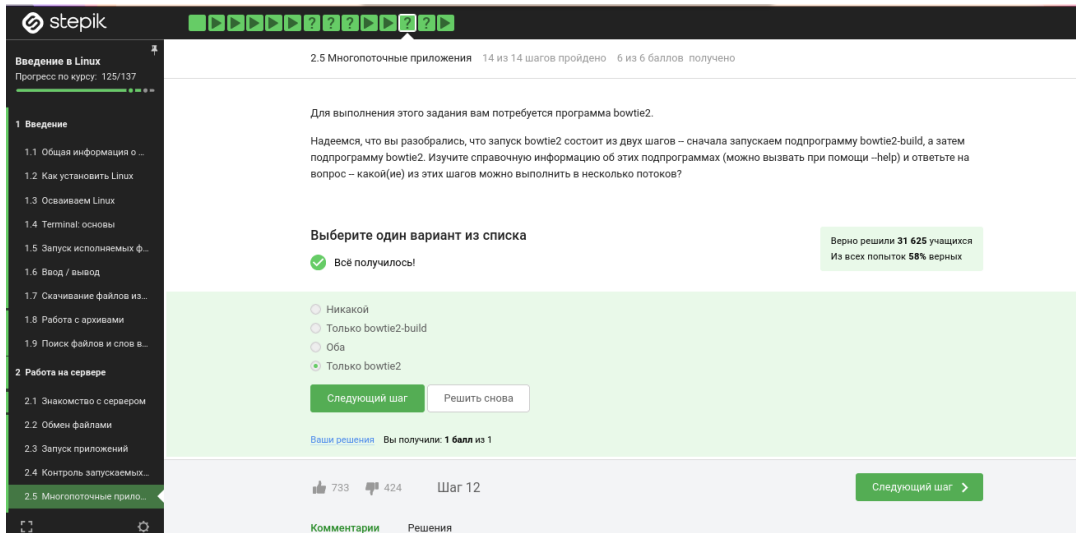 stepik
? ? ? ? ?
Введение в Linux
Прогресс по курсу: 125/137
1 Введение
1.1 Общая информация о ...
1.2 Как установить Linux
1.3 Осваиваем Linux
1.4 Terminal: основы
1.5 Запуск исполняемых ф...
1.6 Ввод / вывод
1.7 Скачивание файлов из...
1.8 Работа с архивами
1.9 Поиск файлов и слов в...
2 Работа на сервере
2.1 Знакомство с сервером
2.2 Обмен файлами
2.3 Запуск приложений
2.4 Контроль запускаемых...
2.5 Многопоточные прило...
2.5 Многопоточные приложения 14 из 14 шагов пройдено 6 из 6 баллов получено
Для выполнения этого задания вам потребуется программа bowtie2.
Надеемся, что вы разобрались, что запуск bowtie2 состоит из двух шагов -- сначала запускаем подпрограмму bowtie2-build, а затем
подпрограмму bowtie2. Изучите справочную информацию об этих подпрограммах (можно вызвать при помощи --help) и ответьте на
вопрос -- какой(ие) из этих шагов можно выполнить в несколько потоков?
Выберите один вариант из списка
Всё получилось!
Верно решили 31 625 учащихся
Из всех попыток 58% верных
Никакой
Только bowtie2-build
Оба
Только bowtie2
Следующий шаг Решить снова
Ваши решения Вы получили: 1 балл из 1
733 424 Шаг 12 Следующий шаг
Комментарии Решения